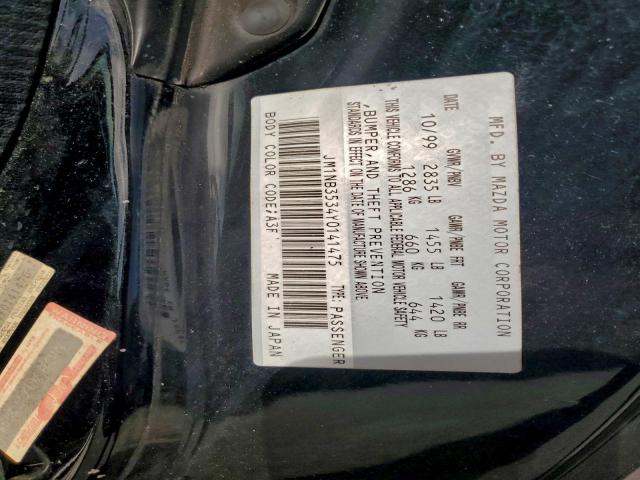 MFD. BY MAZDA MOTOR CORPORATION
DATE GVWR/PNBV GAWR/PNBE FRT GAWR/PNBE RR
10/99 2835 LB 1455 LB 1420 LB
1286 KG 660 KG 644 KG
THIS VEHICLE CONFORMS TO ALL APPLICABLE FEDERAL MOTOR VEHICLE SAFETY
,BUMPER,AND THEFT PREVENTION
STANDARDS IN EFFECT ON THE DATE OF MANUFACTURE SHOWN ABOVE.
JM1NB3534Y0141475 TYPE: PASSENGER
BODY COLOR CODE;A3F MADE IN JAPAN